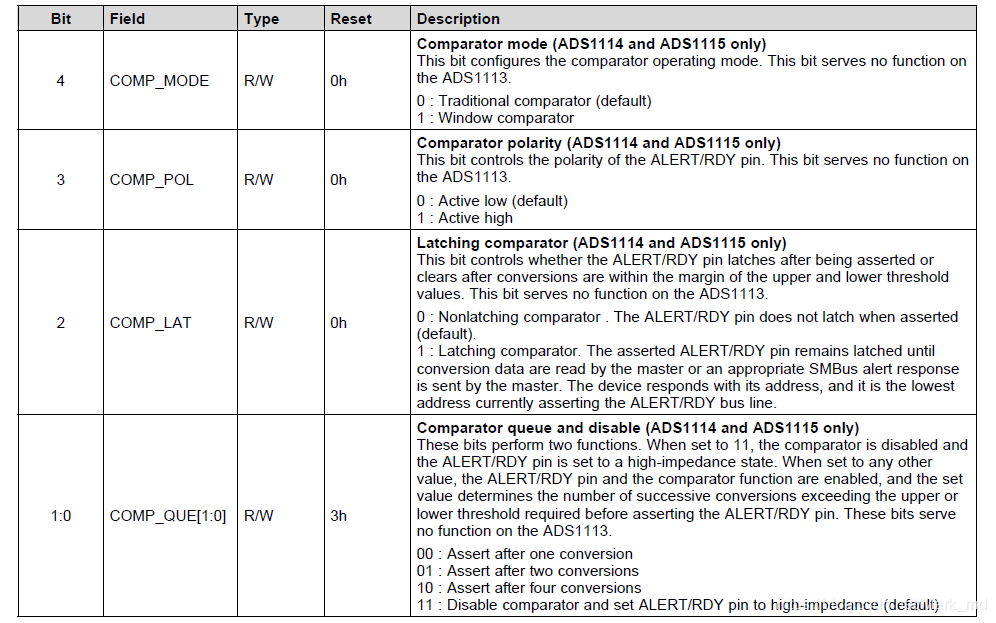 Bit Field Type Reset Description
4 COMP_MODE R/W 0h
Comparator mode (ADS1114 and ADS1115 only)
This bit configures the comparator operating mode. This bit serves no function on
the ADS1113.
0 : Traditional comparator (default)
1 : Window comparator
3 COMP_POL R/W 0h
Comparator polarity (ADS1114 and ADS1115 only)
This bit controls the polarity of the ALERT/RDY pin. This bit serves no function on
the ADS1113.
0 : Active low (default)
1 : Active high
2 COMP_LAT R/W 0h
Latching comparator (ADS1114 and ADS1115 only)
This bit controls whether the ALERT/RDY pin latches after being asserted or
clears after conversions are within the margin of the upper and lower threshold
values. This bit serves no function on the ADS1113.
0 : Nonlatching comparator . The ALERT/RDY pin does not latch when asserted
(default).
1 : Latching comparator. The asserted ALERT/RDY pin remains latched until
conversion data are read by the master or an appropriate SMBus alert response
is sent by the master. The device responds with its address, and it is the lowest
address currently asserting the ALERT/RDY bus line.
1:0 COMP_QUE[1:0] R/W 3h
Comparator queue and disable (ADS1114 and ADS1115 only)
These bits perform two functions. When set to 11, the comparator is disabled and
the ALERT/RDY pin is set to a high-impedance state. When set to any other
value, the ALERT/RDY pin and the comparator function are enabled, and the set
value determines the number of successive conversions exceeding the upper or
lower threshold required before asserting the ALERT/RDY pin. These bits serve
no function on the ADS1113.
00 : Assert after one conversion
01 : Assert after two conversions
10 : Assert after four conversions
11 : Disable comparator and set ALERT/RDY pin to high-impedance (default)